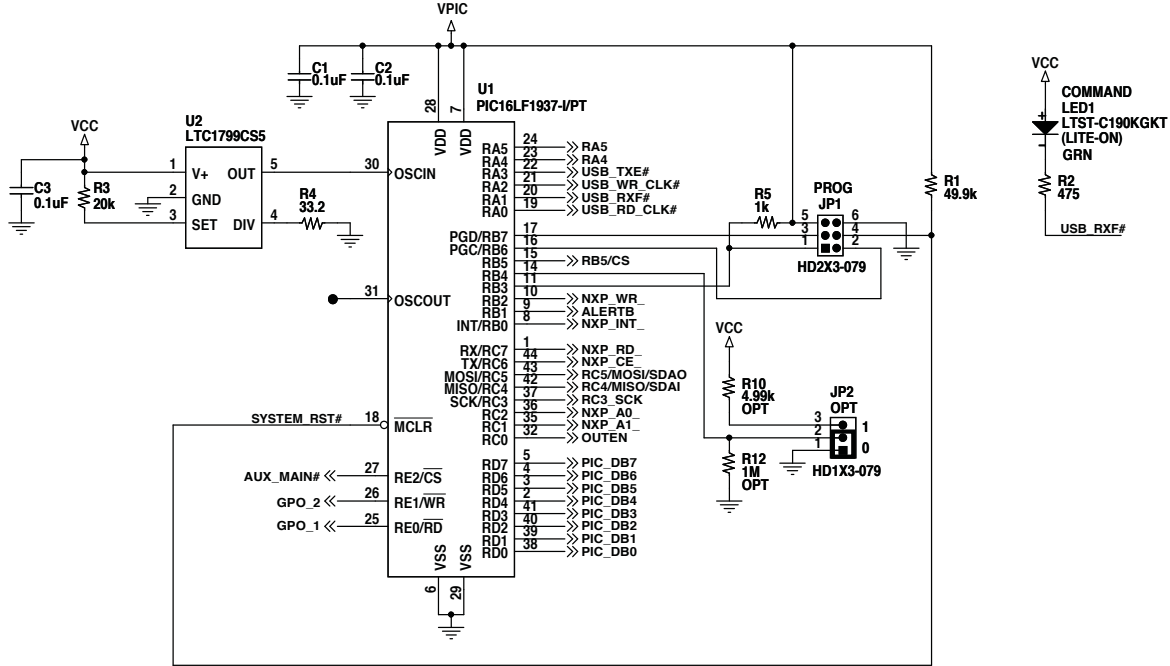 VPIC
C1
0.1uF
C2
0.1uF
U1
PIC16LF1937-I/PT
VCC
U2
LTC1799CS5
C3
0.1uF
R3
20k
1
V+
OUT
5
2
GND
3
SET
DIV
4
R4
33.2
28
7
VDD
VDD
30
OSCIN
31
OSCOUT
SYSTEM_RST#
18
MCLR
AUX_MAIN#
27
RE2/CS
GPO_2
26
RE1/WR
GPO_1
25
RE0/RD
VSS
VSS
6
29
RA5
24
RA5
RA4
23
RA4
RA3
22
USB_TXE#
RA2
21
USB_WR_CLK#
RA1
20
USB_RXF#
RA0
19
USB_RD_CLK#
PGD/RB7
17
PGC/RB6
16
RB5
15
RB5/CS
RB4
14
RB3
11
RB2
10
NXP_WR_
RB1
9
ALERTB
INT/RB0
8
NXP_INT_
RX/RC7
1
NXP_RD_
TX/RC6
44
NXP_CE_
MOSI/RC5
43
RC5/MOSI/SDAO
MISO/RC4
42
RC4/MISO/SDAI
SCK/RC3
37
RC3_SCK
RC2
36
NXP_A0_
RC1
35
NXP_A1_
RC0
32
OUTEN
RD7
5
PIC_DB7
RD6
4
PIC_DB6
RD5
3
PIC_DB5
RD4
2
PIC_DB4
RD3
41
PIC_DB3
RD2
40
PIC_DB2
RD1
39
PIC_DB1
RD0
38
PIC_DB0
R5
1k
PROG
JP1
5
6
3
4
1
2
HD2X3-079
R1
49.9k
VCC
R10
4.99k
OPT
JP2
OPT
3
2
1
1
0
HD1X3-079
R12
1M
OPT
VCC
COMMAND
LED1
LTST-C190KGKT
(LITE-ON)
GRN
+
-
R2
475
USB_RXF#